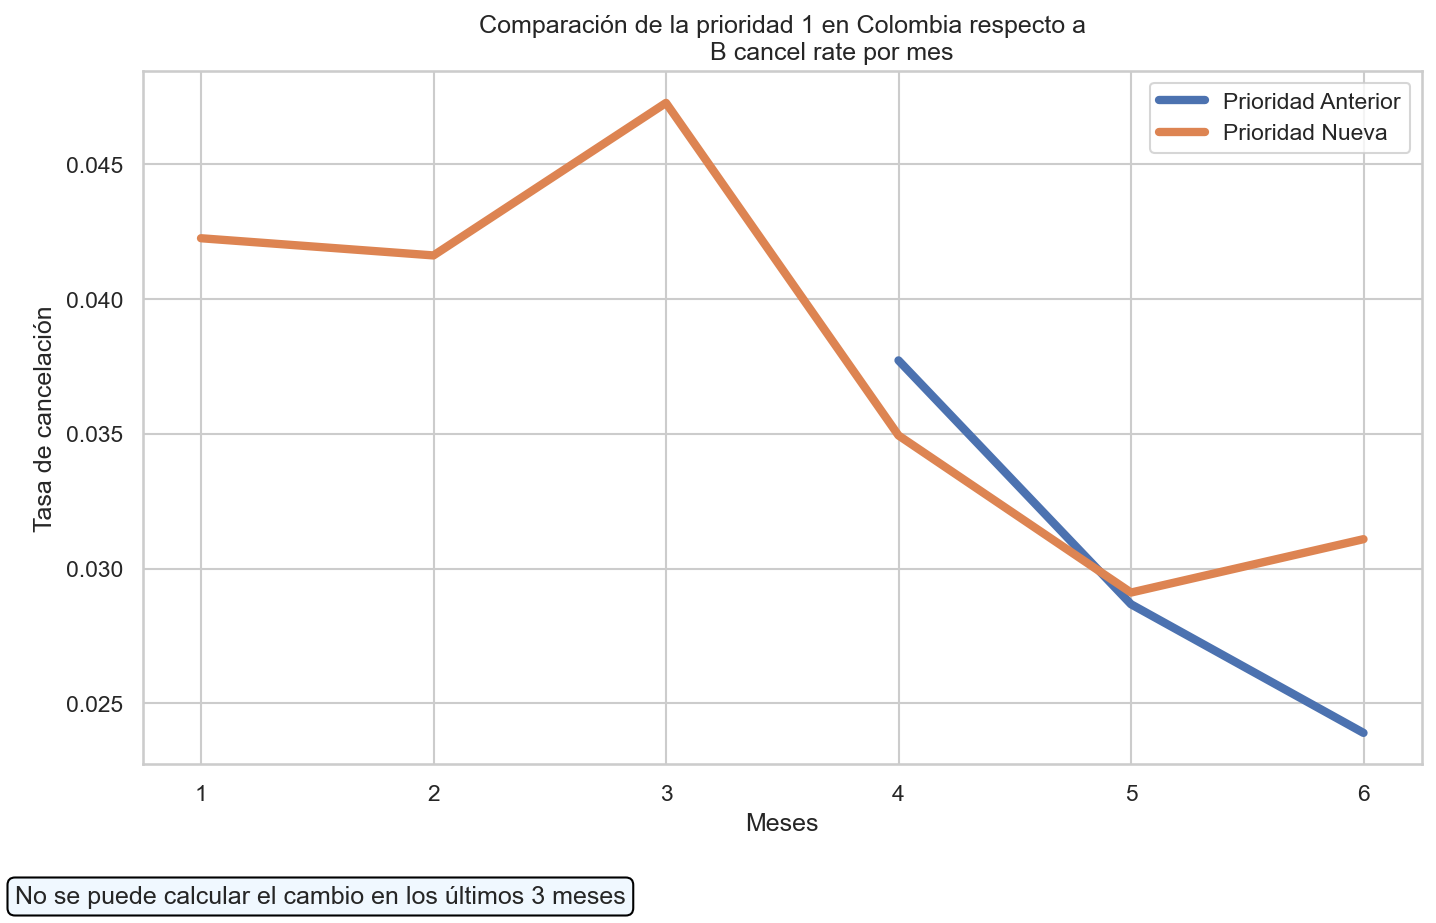 Comparación de la prioridad 1 en Colombia respecto a
B cancel rate por mes
Prioridad Anterior
Prioridad Nueva
0.045
0.040
0.035
0.030
0.025
Tasa de cancelación
1 2 3 4 5 6
Meses
No se puede calcular el cambio en los últimos 3 meses